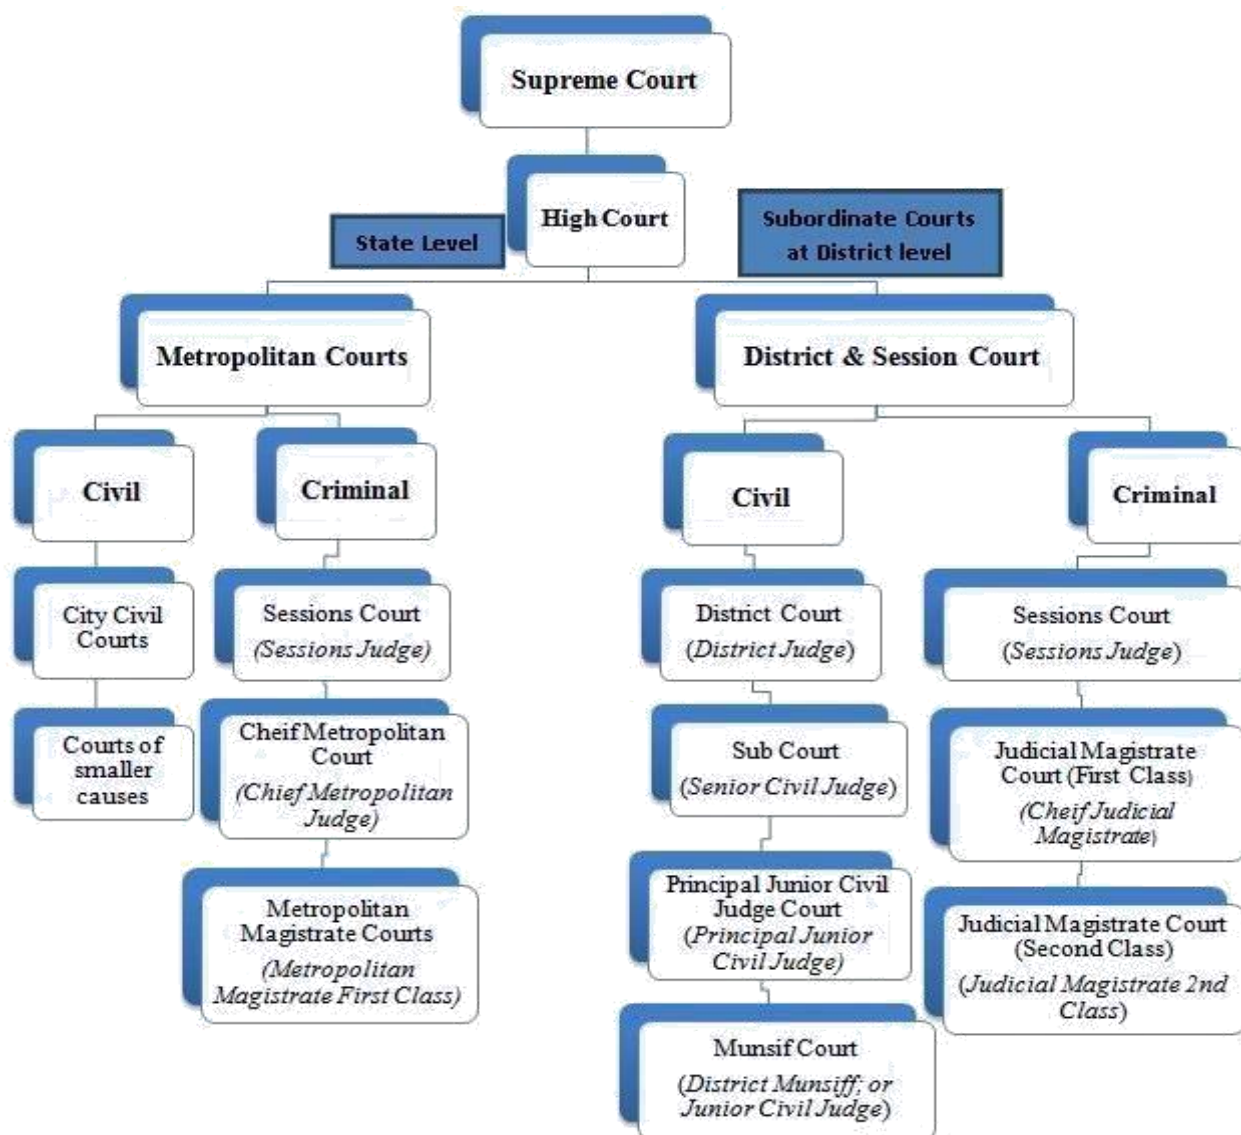 Supreme Court
High Court
State Level
Subordinate Courts
at District level
Metropolitan Courts
District & Session Court
Civil
Criminal
Civil
Criminal
City Civil
Courts
Sessions Court
(Sessions Judge)
District Court
(District Judge)
Sessions Court
(Sessions Judge)
Courts of
smaller
causes
Cheif Metropolitan
Court
(Chief Metropolitan
Judge)
Sub Court
(Senior Civil Judge)
Judicial Magistrate
Court (First Class)
(Cheif Judicial
Magistrate)
Metropolitan
Magistrate Courts
(Metropolitan
Magistrate First Class)
Principal Junior Civil
Judge Court
(Principal Junior
Civil Judge)
Judicial Magistrate Court
(Second Class)
(Judicial Magistrate 2nd
Class)
Munsif Court
(District Munsiff; or
Junior Civil Judge)